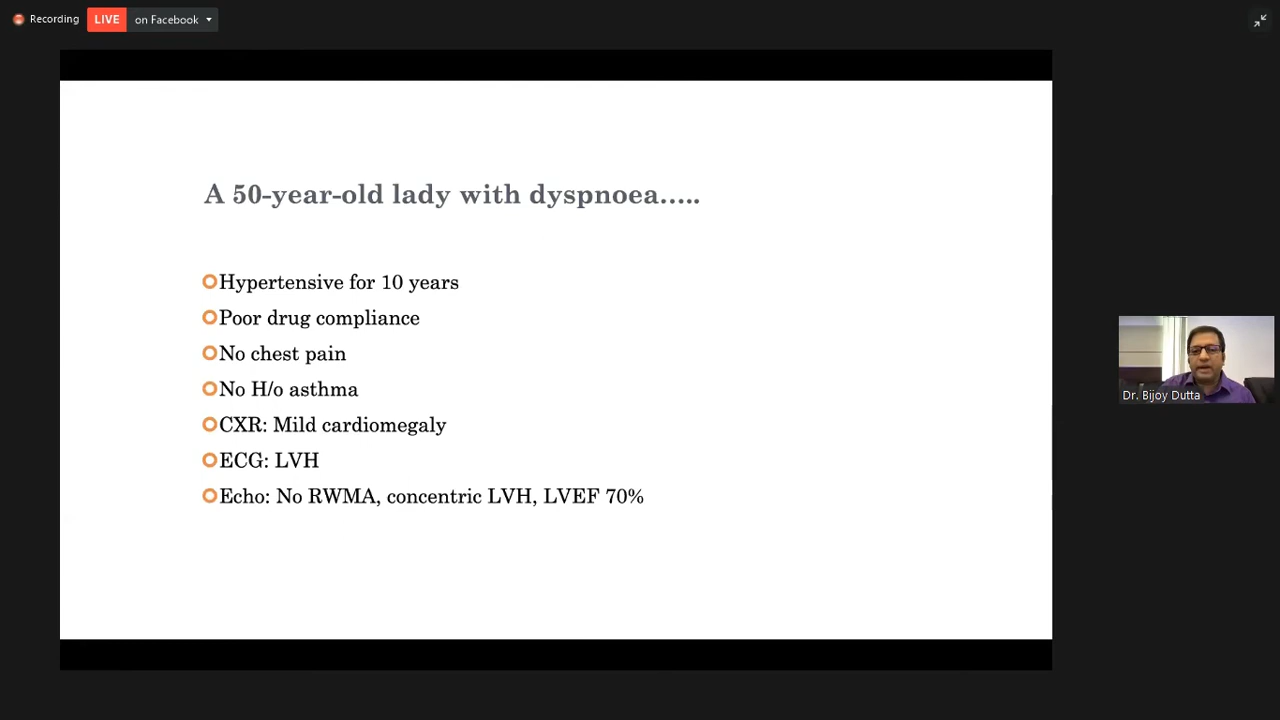 Recording
LIVE
on Facebook
A 50-year-old lady with dyspnoea.....
Hypertensive for 10 years
Poor drug compliance
No chest pain
No H/o asthma
CXR: Mild cardiomegaly
ECG: LVH
Echo: No RWMA, concentric LVH, LVEF 70%
Dr. Bijoy Dutta